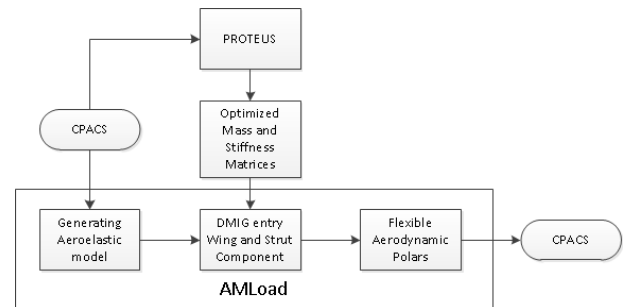 PROTEUS
CPACS
Optimized
Mass and
Stiffness
Matrices
Generating
Aeroelastic
model
DMIG entry
Wing and Strut
Component
Flexible
Aerodynamic
Polars
CPACS
AMLoad